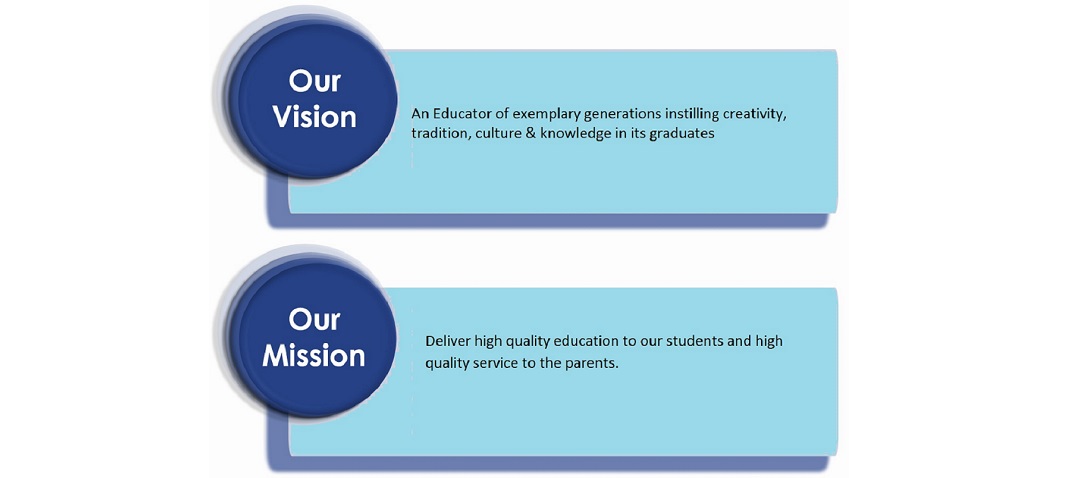 Our
Vision
An Educator of exemplary generations instilling creativity,
tradition, culture & knowledge in its graduates
Our
Mission
Deliver high quality education to our students and high
quality service to the parents.